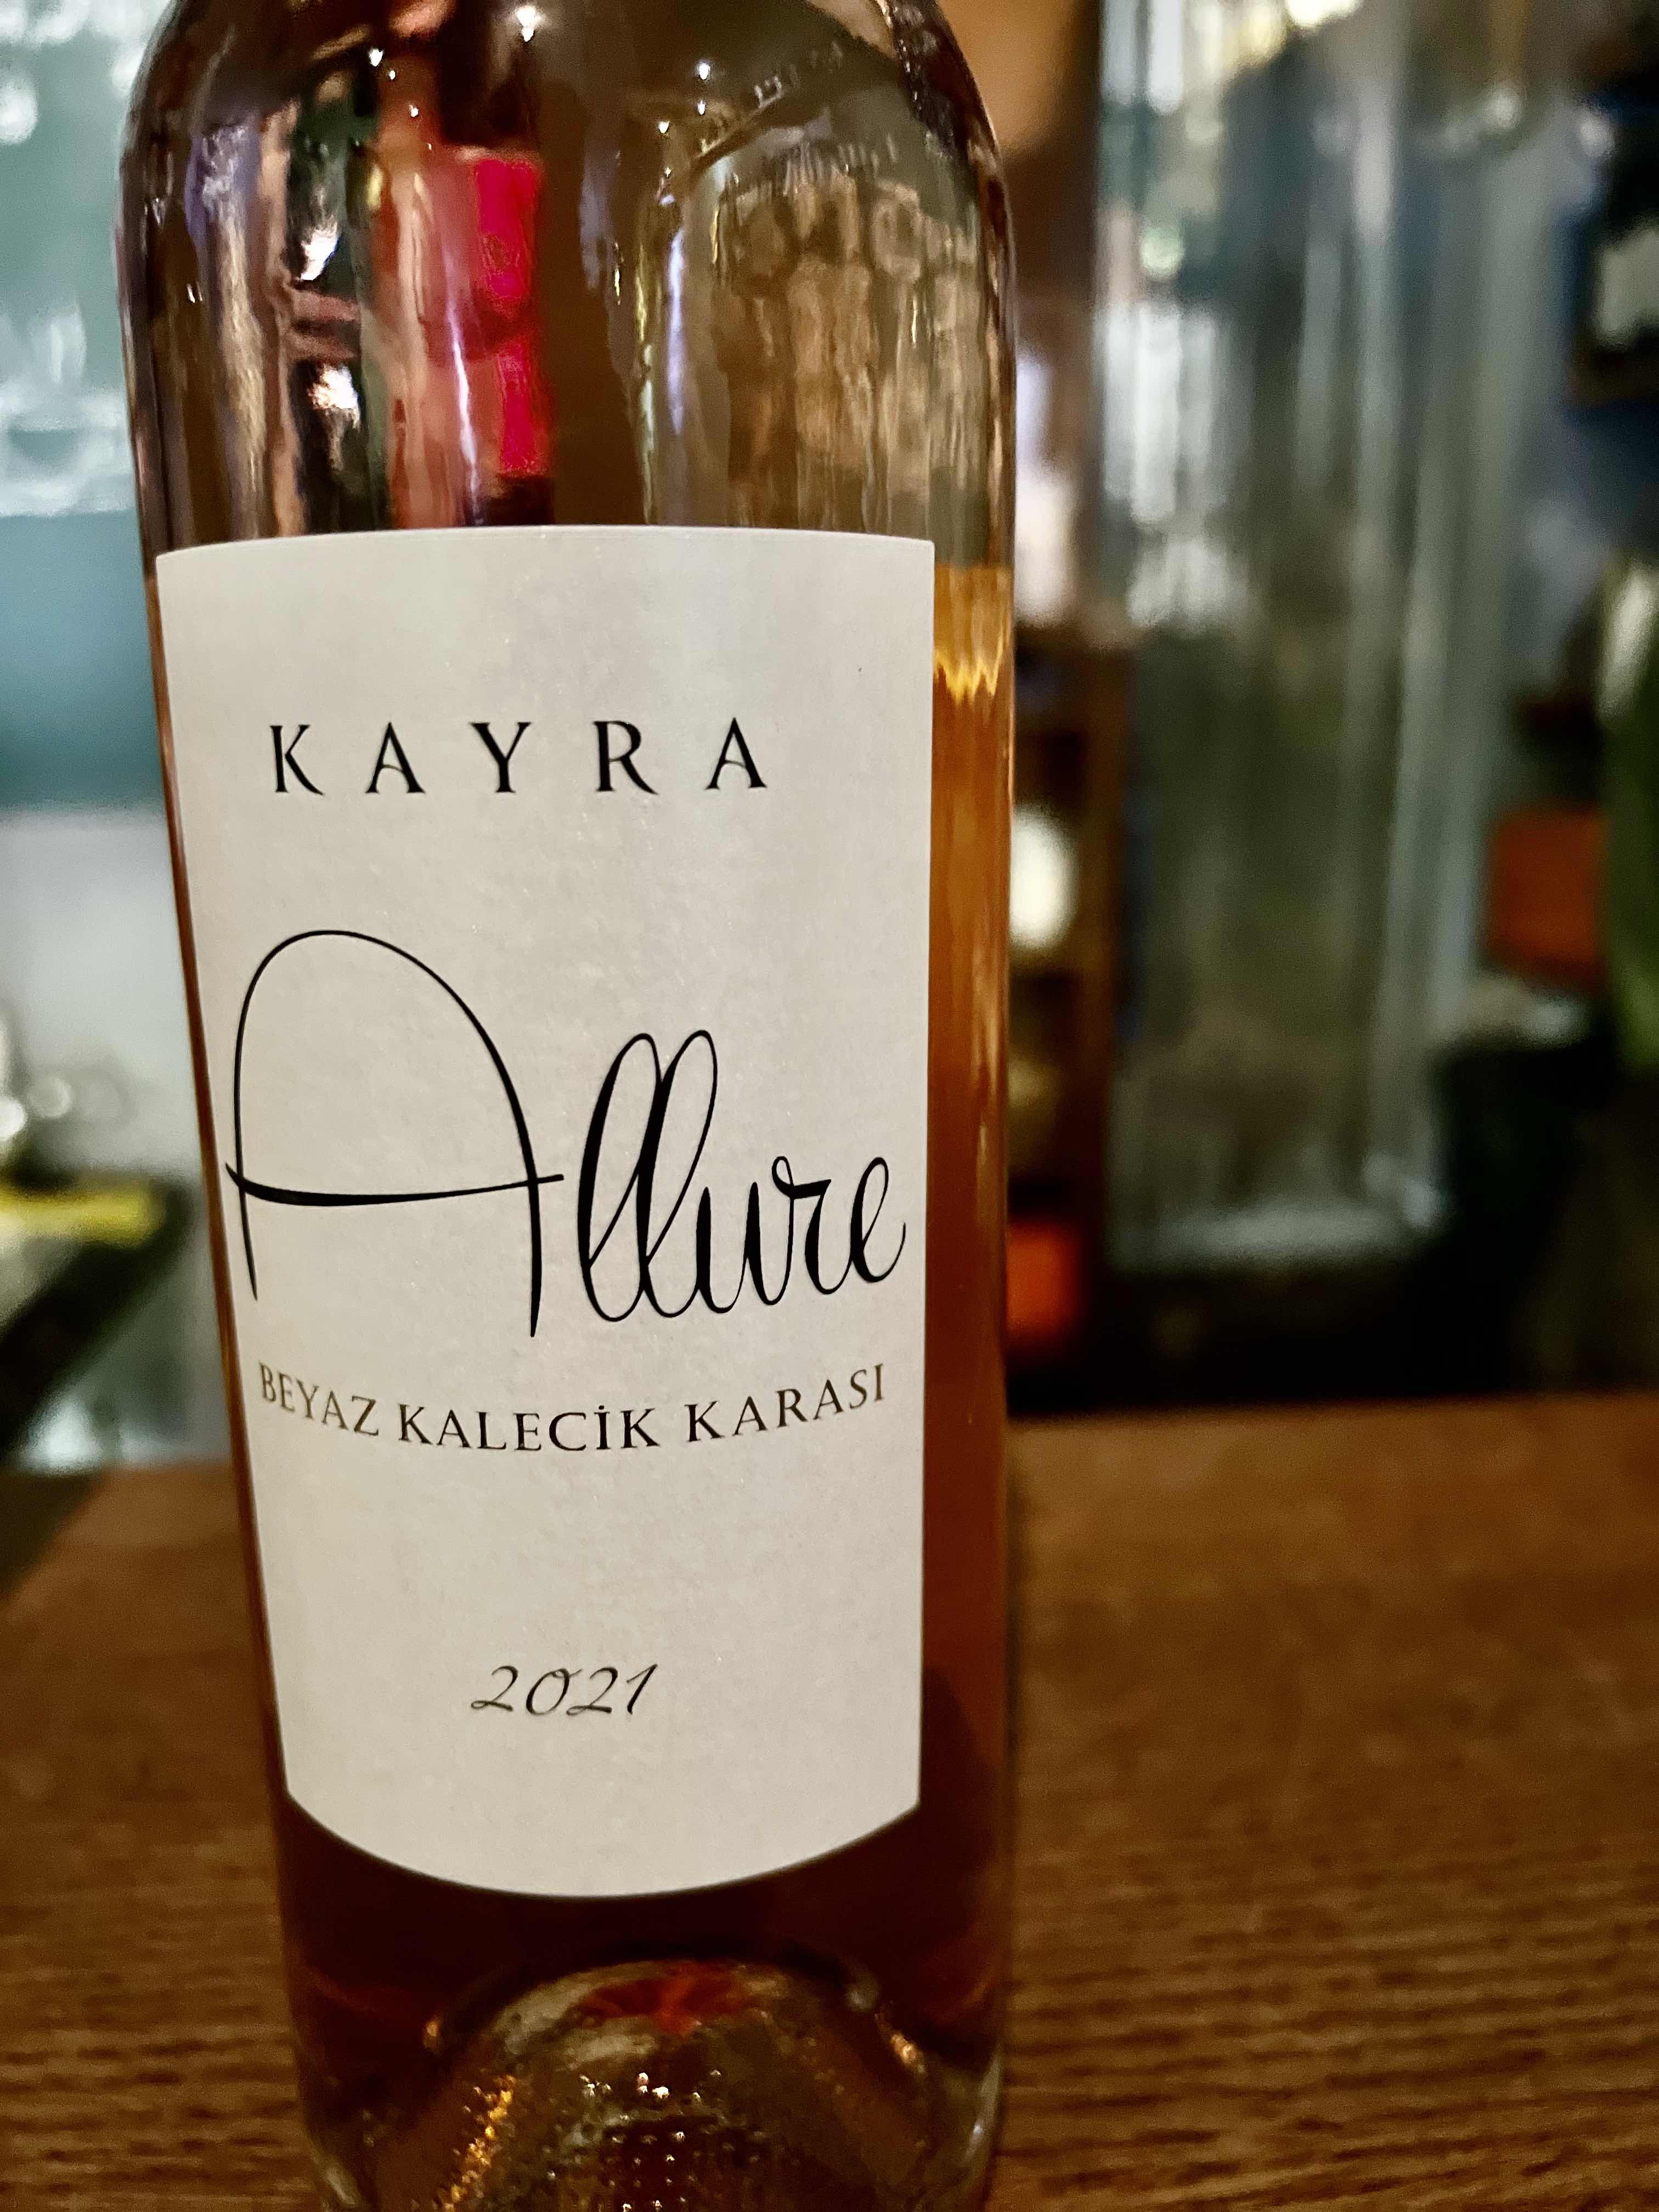 KAYRA
Allure
BEYAZ KALECİK KARASI
2021